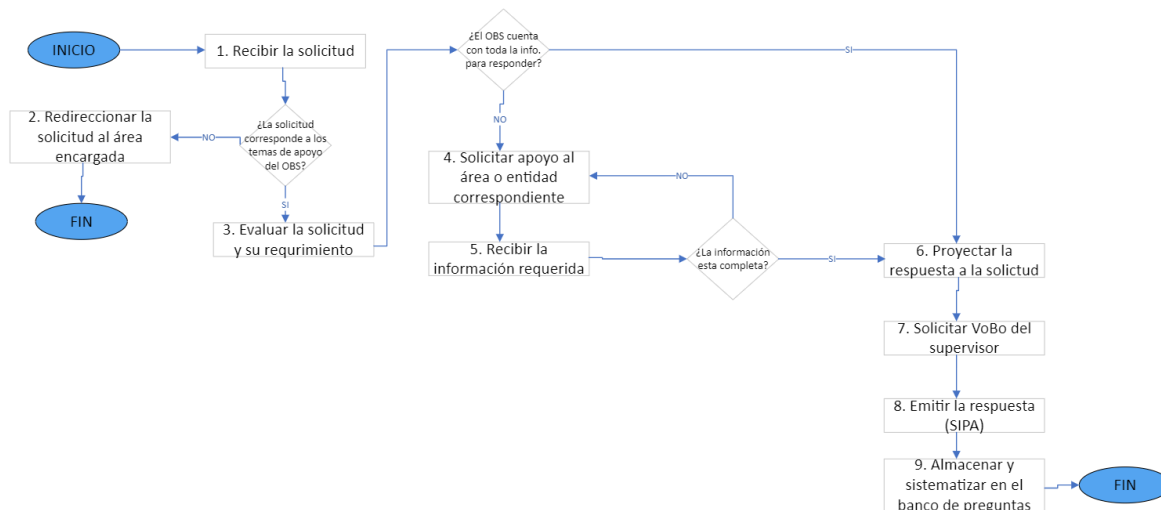 INICIO
1. Recibir la solicitud
¿El OBS cuenta
con toda la info.
para responder?
SI
2. Redireccionar la
solicitud al área
encargada
NO
¿La solicitud
corresponde a los
temas de apoyo
del OBS?
NO
4. Solicitar apoyo al
área o entidad
correspondiente
NO
FIN
SI
3. Evaluar la solicitud
y su requrimiento
5. Recibir la
información requerida
¿La información
esta completa?
SI
6. Proyectar la
respuesta a la solictud
7. Solicitar VoBo del
supervisor
8. Emitir la respuesta
(SIPA)
9. Almacenar y
sistematizar en el
banco de preguntas
FIN